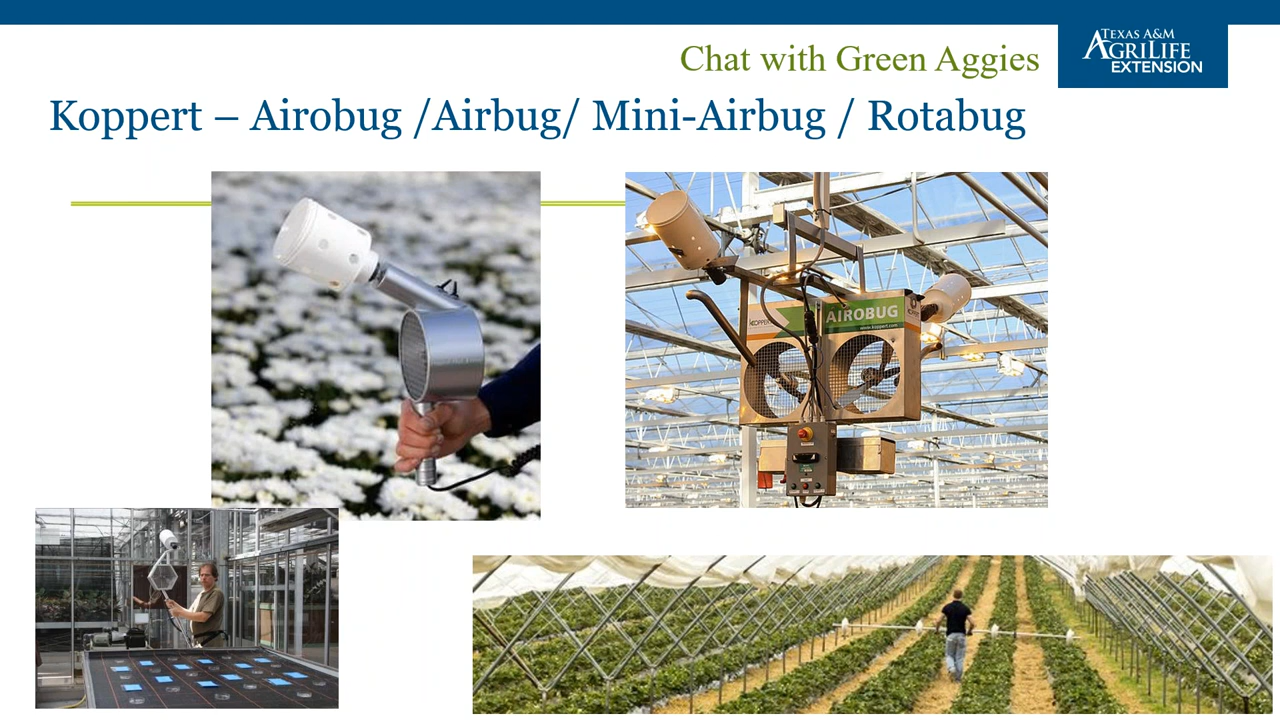 Chat with Green Aggies
TEXAS A&M
AGRILIFE
EXTENSION
Koppert – Airobug /Airbug/ Mini-Airbug / Rotabug
KOPPERT
AIROBUG
www.koppert.com